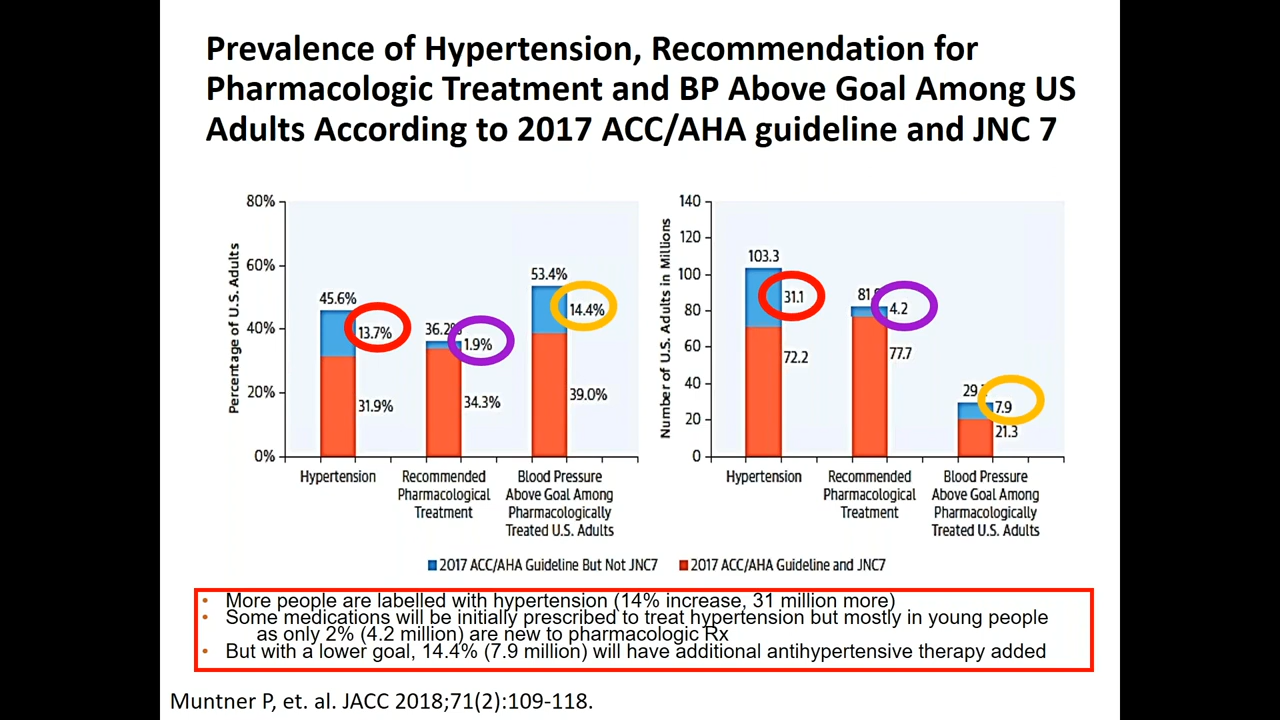 Prevalence of Hypertension, Recommendation for
Pharmacologic Treatment and BP Above Goal Among US
Adults According to 2017 ACC/AHA guideline and JNC 7
Percentage of U.S. Adults
80%
60%
40%
20%
0%
45.6%
13.7%
31.9%
36.2%
1.9%
34.3%
53.4%
14.4%
39.0%
Hypertension
Recommended
Pharmacological
Treatment
Blood Pressure
Above Goal Among
Pharmacologically
Treated U.S. Adults
Number of U.S. Adults in Millions
140
120
100
80
60
40
20
0
103.3
31.1
72.2
4.2
77.7
7.9
21.3
Hypertension
Recommended
Pharmacological
Treatment
Blood Pressure
Above Goal Among
Pharmacologically
Treated U.S. Adults
2017 ACC/AHA Guideline But Not JNC7
2017 ACC/AHA Guideline and JNC7
• More people are labelled with hypertension (14% increase, 31 million more)
• Some medications will be initially prescribed to treat hypertension but mostly in young people
as only 2% (4.2 million) are new to pharmacologic Rx
• But with a lower goal, 14.4% (7.9 million) will have additional antihypertensive therapy added
Muntner P, et. al. JACC 2018;71(2):109-118.